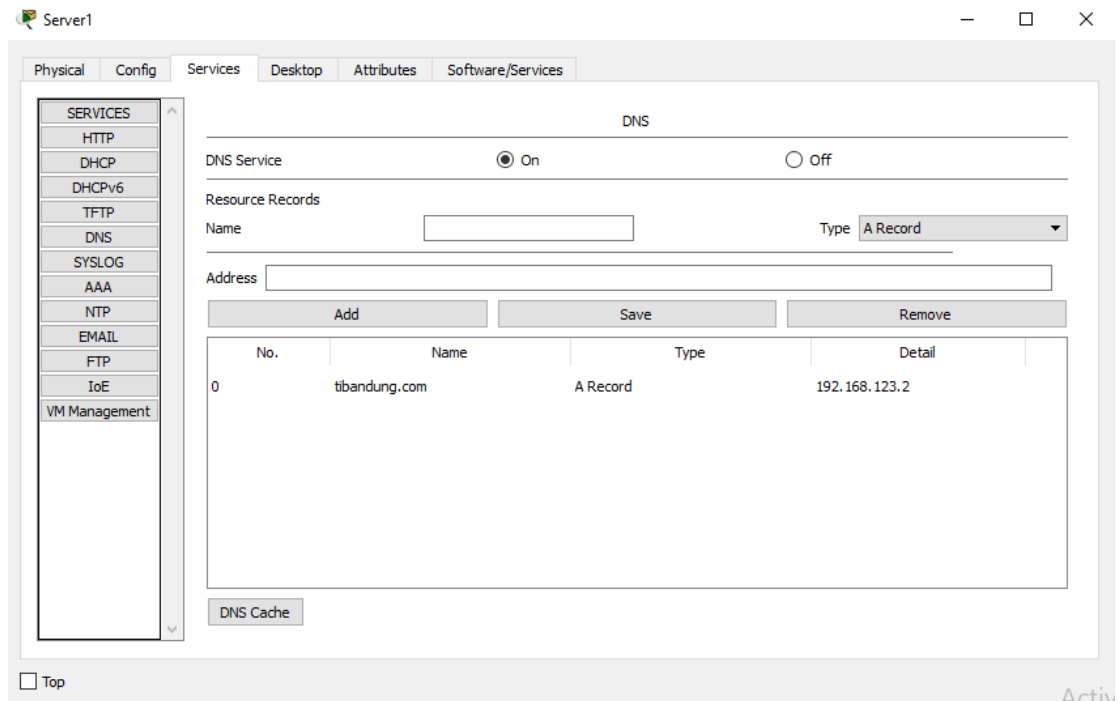 Server1
Physical Config Services Desktop Attributes Software/Services
SERVICES
HTTP
DHCP
DHCPv6
TFTP
DNS
SYSLOG
AAA
NTP
EMAIL
FTP
IoE
VM Management
DNS
DNS Service On Off
Resource Records
Name Type A Record
Address
Add Save Remove
No. Name Type Detail
0 tibandung.com A Record 192.168.123.2
DNS Cache
Top
Activ